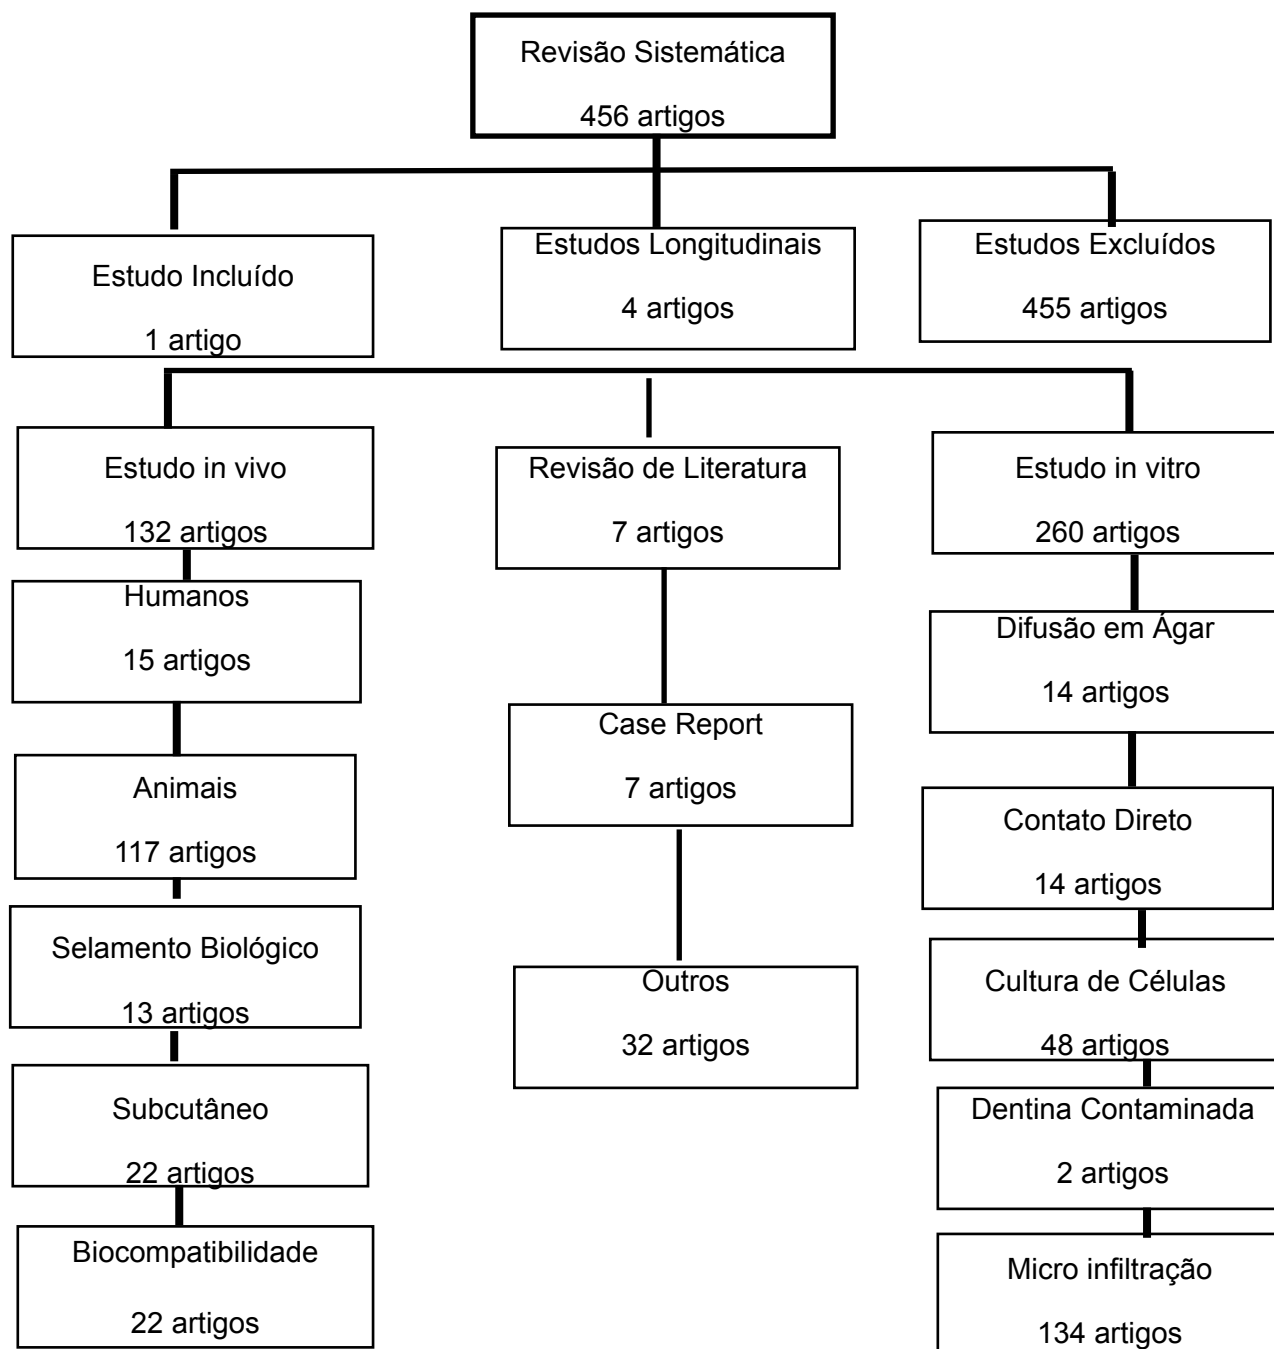 Revisão Sistemática
456 artigos
Estudo Incluído
1 artigo
Estudos Longitudinais
4 artigos
Estudos Excluídos
455 artigos
Estudo in vivo
132 artigos
Humanos
15 artigos
Animais
117 artigos
Selamento Biológico
13 artigos
Subcutâneo
22 artigos
Biocompatibilidade
22 artigos
Revisão de Literatura
7 artigos
Case Report
7 artigos
Outros
32 artigos
Estudo in vitro
260 artigos
Difusão em Ágar
14 artigos
Contato Direto
14 artigos
Cultura de Células
48 artigos
Dentina Contaminada
2 artigos
Micro infiltração
134 artigos